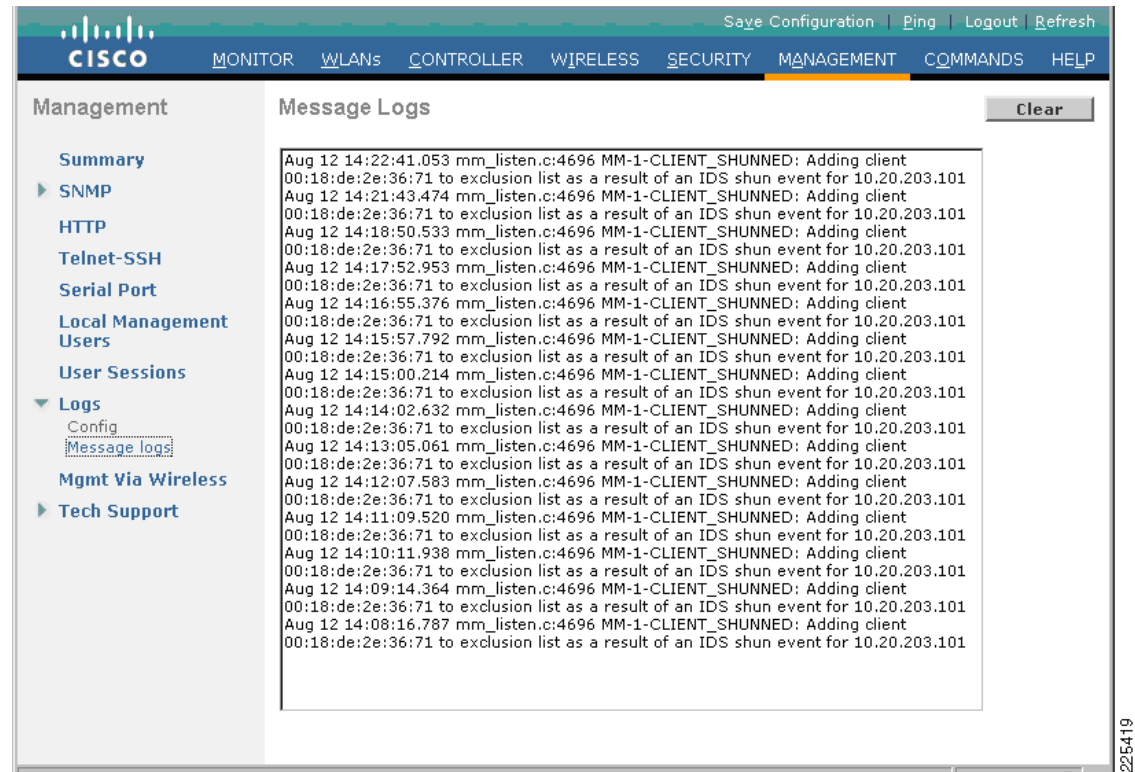 Save Configuration | Ping | Logout | Refresh
CISCO
MONITOR WLANs CONTROLLER WIRELESS SECURITY MANAGEMENT COMMANDS HELP
Management
Summary
SNMP
HTTP
Telnet-SSH
Serial Port
Local Management
Users
User Sessions
Logs
Config
Message logs
Mgmt Via Wireless
Tech Support
Message Logs
Clear
Aug 12 14:22:41.053 mm_listen.c:4696 MM-1-CLIENT_SHUNNED: Adding client
00:18:de:2e:36:71 to exclusion list as a result of an IDS shun event for 10.20.203.101
Aug 12 14:21:43.474 mm_listen.c:4696 MM-1-CLIENT_SHUNNED: Adding client
00:18:de:2e:36:71 to exclusion list as a result of an IDS shun event for 10.20.203.101
Aug 12 14:18:50.533 mm_listen.c:4696 MM-1-CLIENT_SHUNNED: Adding client
00:18:de:2e:36:71 to exclusion list as a result of an IDS shun event for 10.20.203.101
Aug 12 14:17:52.953 mm_listen.c:4696 MM-1-CLIENT_SHUNNED: Adding client
00:18:de:2e:36:71 to exclusion list as a result of an IDS shun event for 10.20.203.101
Aug 12 14:16:55.376 mm_listen.c:4696 MM-1-CLIENT_SHUNNED: Adding client
00:18:de:2e:36:71 to exclusion list as a result of an IDS shun event for 10.20.203.101
Aug 12 14:15:57.792 mm_listen.c:4696 MM-1-CLIENT_SHUNNED: Adding client
00:18:de:2e:36:71 to exclusion list as a result of an IDS shun event for 10.20.203.101
Aug 12 14:15:00.214 mm_listen.c:4696 MM-1-CLIENT_SHUNNED: Adding client
00:18:de:2e:36:71 to exclusion list as a result of an IDS shun event for 10.20.203.101
Aug 12 14:14:02.632 mm_listen.c:4696 MM-1-CLIENT_SHUNNED: Adding client
00:18:de:2e:36:71 to exclusion list as a result of an IDS shun event for 10.20.203.101
Aug 12 14:13:05.061 mm_listen.c:4696 MM-1-CLIENT_SHUNNED: Adding client
00:18:de:2e:36:71 to exclusion list as a result of an IDS shun event for 10.20.203.101
Aug 12 14:12:07.583 mm_listen.c:4696 MM-1-CLIENT_SHUNNED: Adding client
00:18:de:2e:36:71 to exclusion list as a result of an IDS shun event for 10.20.203.101
Aug 12 14:11:09.520 mm_listen.c:4696 MM-1-CLIENT_SHUNNED: Adding client
00:18:de:2e:36:71 to exclusion list as a result of an IDS shun event for 10.20.203.101
Aug 12 14:10:11.938 mm_listen.c:4696 MM-1-CLIENT_SHUNNED: Adding client
00:18:de:2e:36:71 to exclusion list as a result of an IDS shun event for 10.20.203.101
Aug 12 14:09:14.364 mm_listen.c:4696 MM-1-CLIENT_SHUNNED: Adding client
00:18:de:2e:36:71 to exclusion list as a result of an IDS shun event for 10.20.203.101
Aug 12 14:08:16.787 mm_listen.c:4696 MM-1-CLIENT_SHUNNED: Adding client
00:18:de:2e:36:71 to exclusion list as a result of an IDS shun event for 10.20.203.101
225419